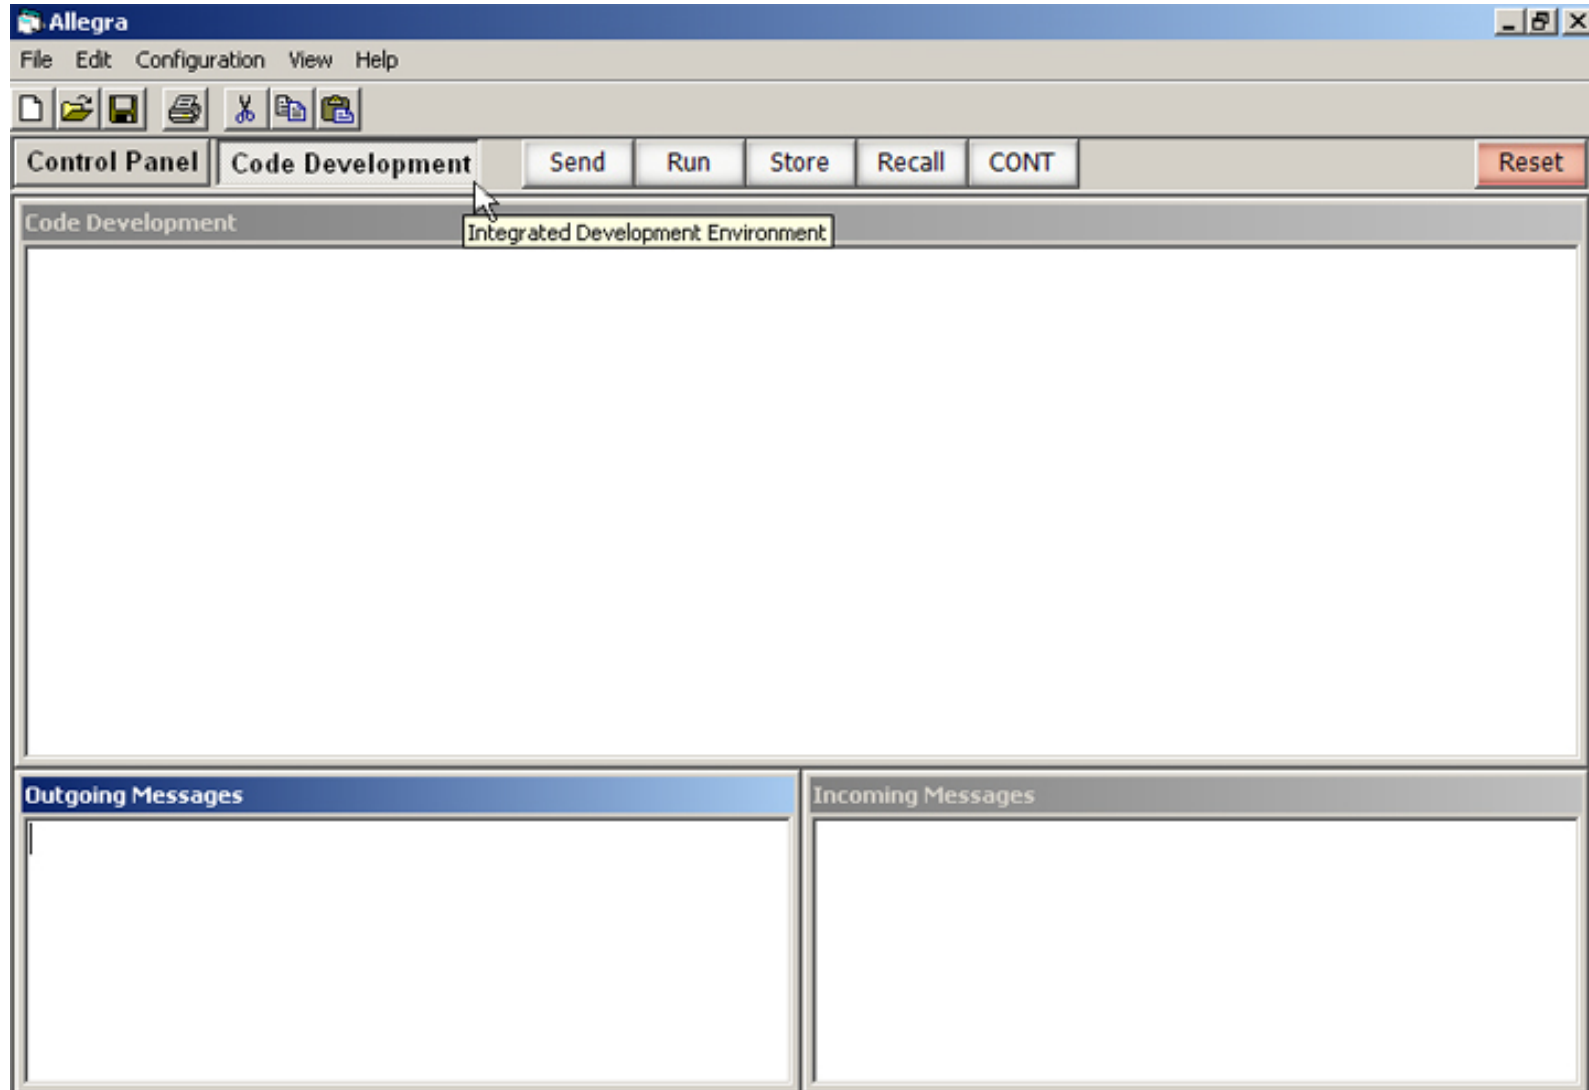 Allegra
File Edit Configuration View Help
Control Panel Code Development Send Run Store Recall CONT Reset
Code Development
Integrated Development Environment
Outgoing Messages
Incoming Messages